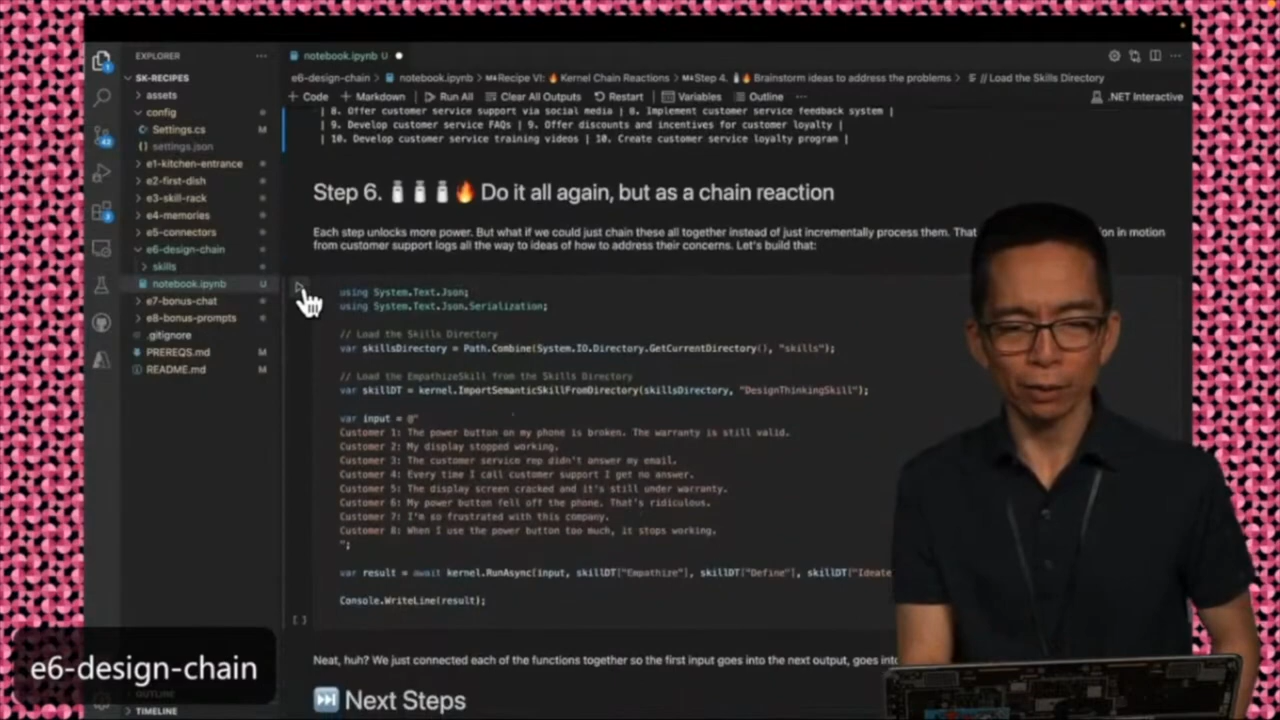 EXPLORER
SK-RECIPES
assets
config
Settings.cs M
settings.json
e1-kitchen-entrance
e2-first-dish
e3-skill-rack
e4-memories
e5-connectors
e6-design-chain
skills
notebook.ipynb U
e7-bonus-chat
e8-bonus-prompts
.gitignore
PREREQS.md M
README.md M
OUTLINE
TIMELINE
notebook.ipynb U
e6-design-chain > notebook.ipynb > Recipe VI: Kernel Chain Reactions > Step 4. Brainstorm ideas to address the problems > // Load the Skills Directory
+ Code + Markdown Run All Clear All Outputs Restart Variables Outline ... .NET Interactive
| 8. Offer customer service support via social media | 8. Implement customer service feedback system |
| 9. Develop customer service FAQs | 9. Offer discounts and incentives for customer loyalty |
| 10. Develop customer service training videos | 10. Create customer service loyalty program |
Step 6. Do it all again, but as a chain reaction
Each step unlocks more power. But what if we could just chain these all together instead of just incrementally process them. That on in motion
from customer support logs all the way to ideas of how to address their concerns. Let's build that:
using System.Text.Json;
using System.Text.Json.Serialization;
// Load the Skills Directory
var skillsDirectory = Path.Combine(System.IO.Directory.GetCurrentDirectory(), "skills");
// Load the EmpathizeSkill from the Skills Directory
var skillDT = kernel.ImportSemanticSkillFromDirectory(skillsDirectory, "DesignThinkingSkill");
var input = @"
Customer 1: The power button on my phone is broken. The warranty is still valid.
Customer 2: My display stopped working.
Customer 3: The customer service rep didn't answer my email.
Customer 4: Every time I call customer support I get no answer.
Customer 5: The display screen cracked and it's still under warranty.
Customer 6: My power button fell off the phone. That's ridiculous.
Customer 7: I'm so frustrated with this company.
Customer 8: When I use the power button too much, it stops working.
";
var result = await kernel.RunAsync(input, skillDT["Empathize"], skillDT["Define"], skillDT["Ideate
Console.WriteLine(result);
[ ]
Neat, huh? We just connected each of the functions together so the first input goes into the next output, goes into
Next Steps
e6-design-chain